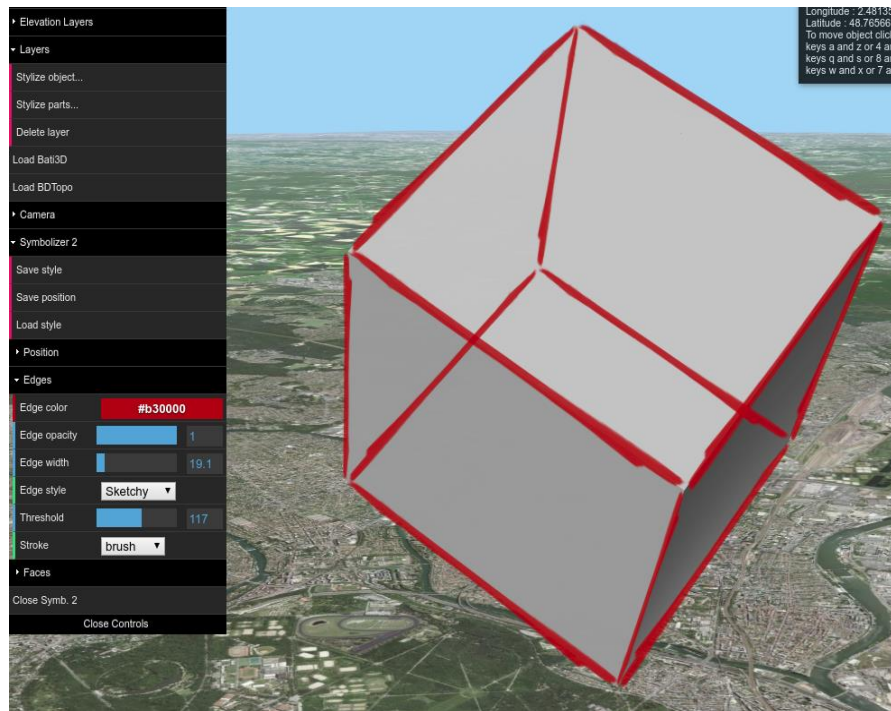 Elevation Layers
Layers
Stylize object...
Stylize parts...
Delete layer
Load Bati3D
Load BDTopo
Camera
Symbolizer 2
Save style
Save position
Load style
Position
Edges
Edge color #b30000
Edge opacity 1
Edge width 19.1
Edge style Sketchy
Threshold 117
Stroke brush
Faces
Close Symb. 2
Close Controls
Longitude : 2.4813
Latitude : 48.76566
To move object clic
keys a and z or 4 a
keys q and s or 8 a
keys w and x or 7 a